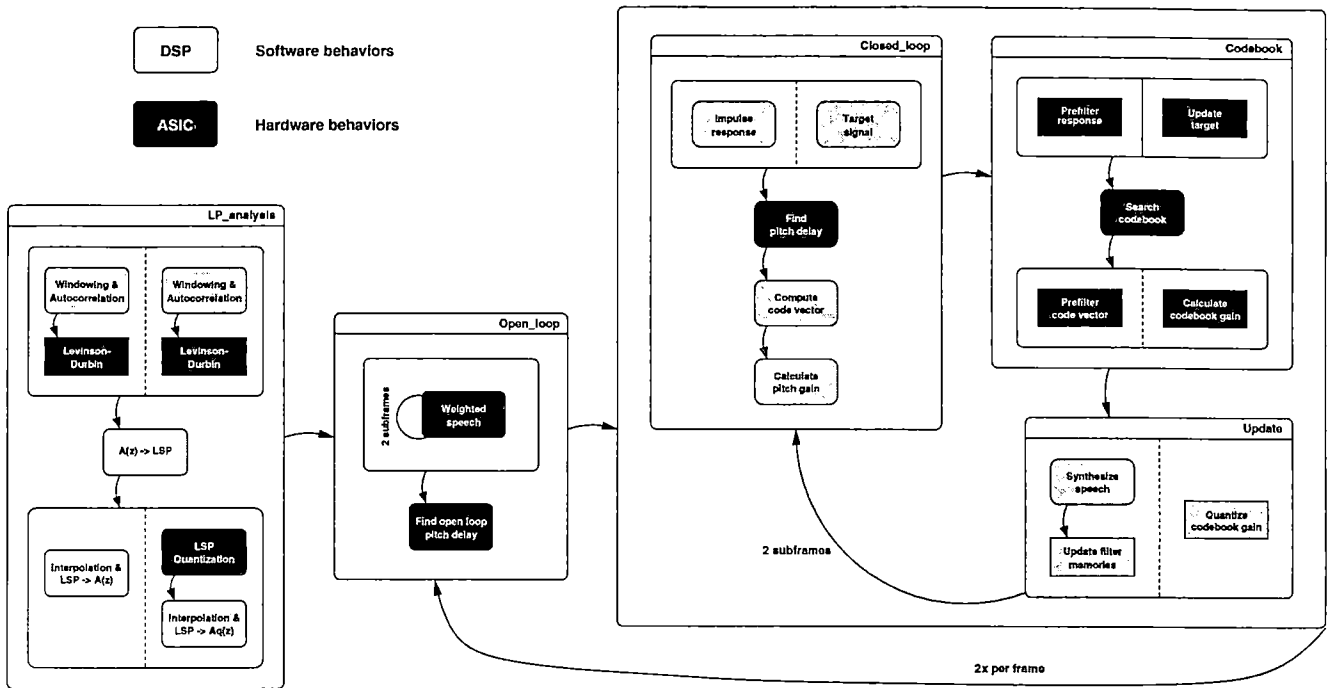 DSP
Software behaviors
ASIC
Hardware behaviors
LP_analysis
Windowing &
Autocorrelation
Windowing &
Autocorrelation
Levinson-
Durbin
Levinson-
Durbin
A(z) -> LSP
Interpolation &
LSP -> A(z)
LSP
Quantization
Interpolation &
LSP -> Aq(z)
Open_loop
2 subframes
Weighted
speech
Find open loop
pitch delay
Closed_loop
Impulse
response
Target
signal
Find
pitch delay
Compute
code vector
Calculate
pitch gain
Codebook
Prefilter
response
Update
target
Search
codebook
Prefilter
code vector
Calculate
codebook gain
Update
Synthesize
speech
Update filter
memories
Quantize
codebook gain
2 subframes
2x per frame